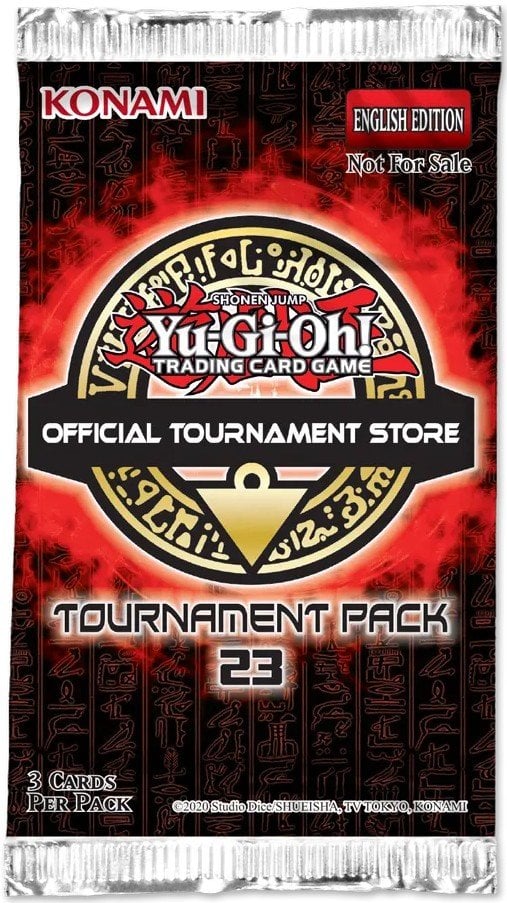 KONAMI
ENGLISH EDITION
Not For Sale
SHONEN JUMP
Yu-Gi-Oh!
TRADING CARD GAME
OFFICIAL TOURNAMENT STORE
TOURNAMENT PACK
23
3 CARDS
PER PACK
©2020 Studio Dice/SHUEISHA, TV TOKYO, KONAMI